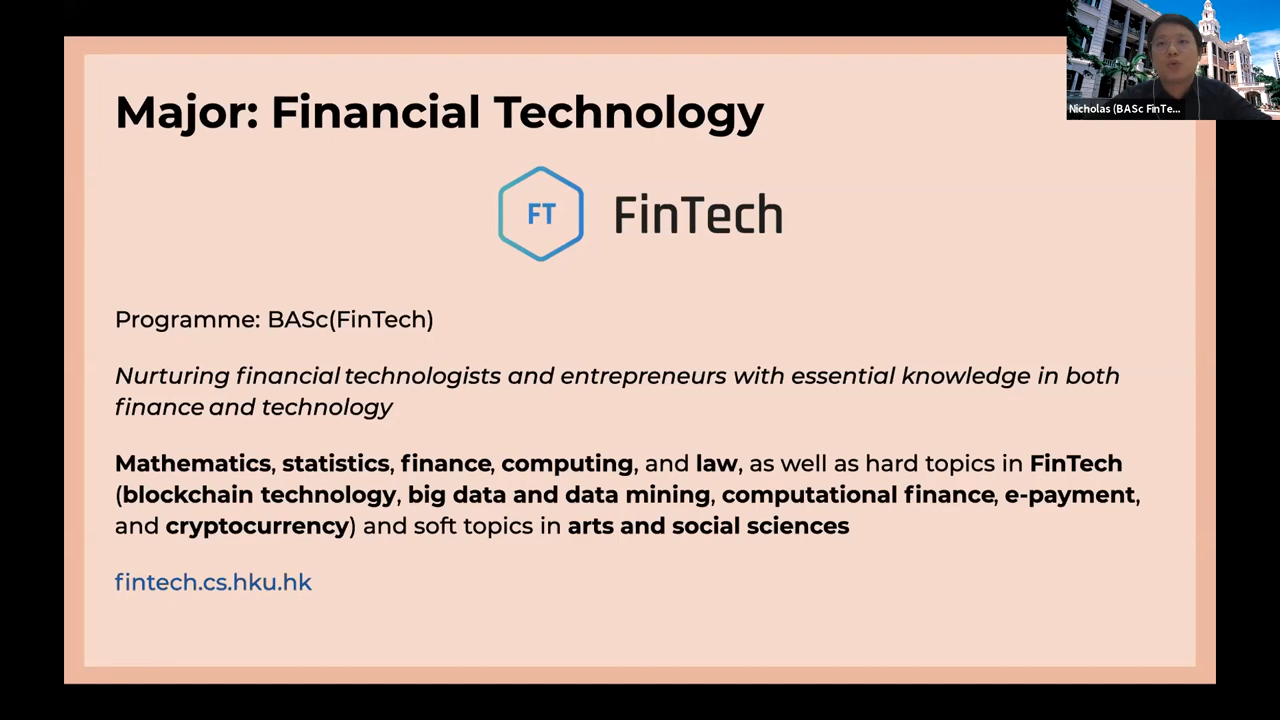 Major: Financial Technology
Nicholas (BASc FinTe...
FT
FinTech
Programme: BASc(FinTech)
Nurturing financial technologists and entrepreneurs with essential knowledge in both
finance and technology
Mathematics, statistics, finance, computing, and law, as well as hard topics in FinTech
(blockchain technology, big data and data mining, computational finance, e-payment,
and cryptocurrency) and soft topics in arts and social sciences
fintech.cs.hku.hk